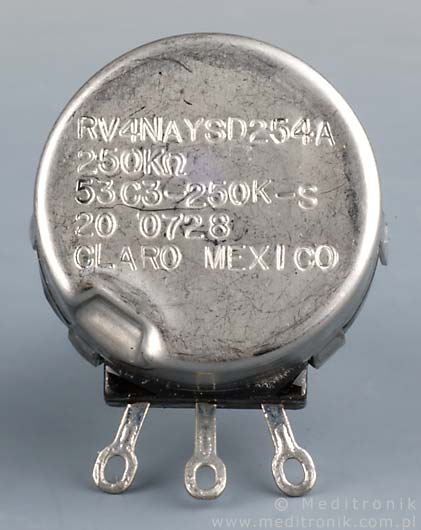 RV4NAYSD254A
250KΩ
53C3-250K-S
20 0728
CLARO MEXICO
© Meditronik
www.meditronik.com.pl